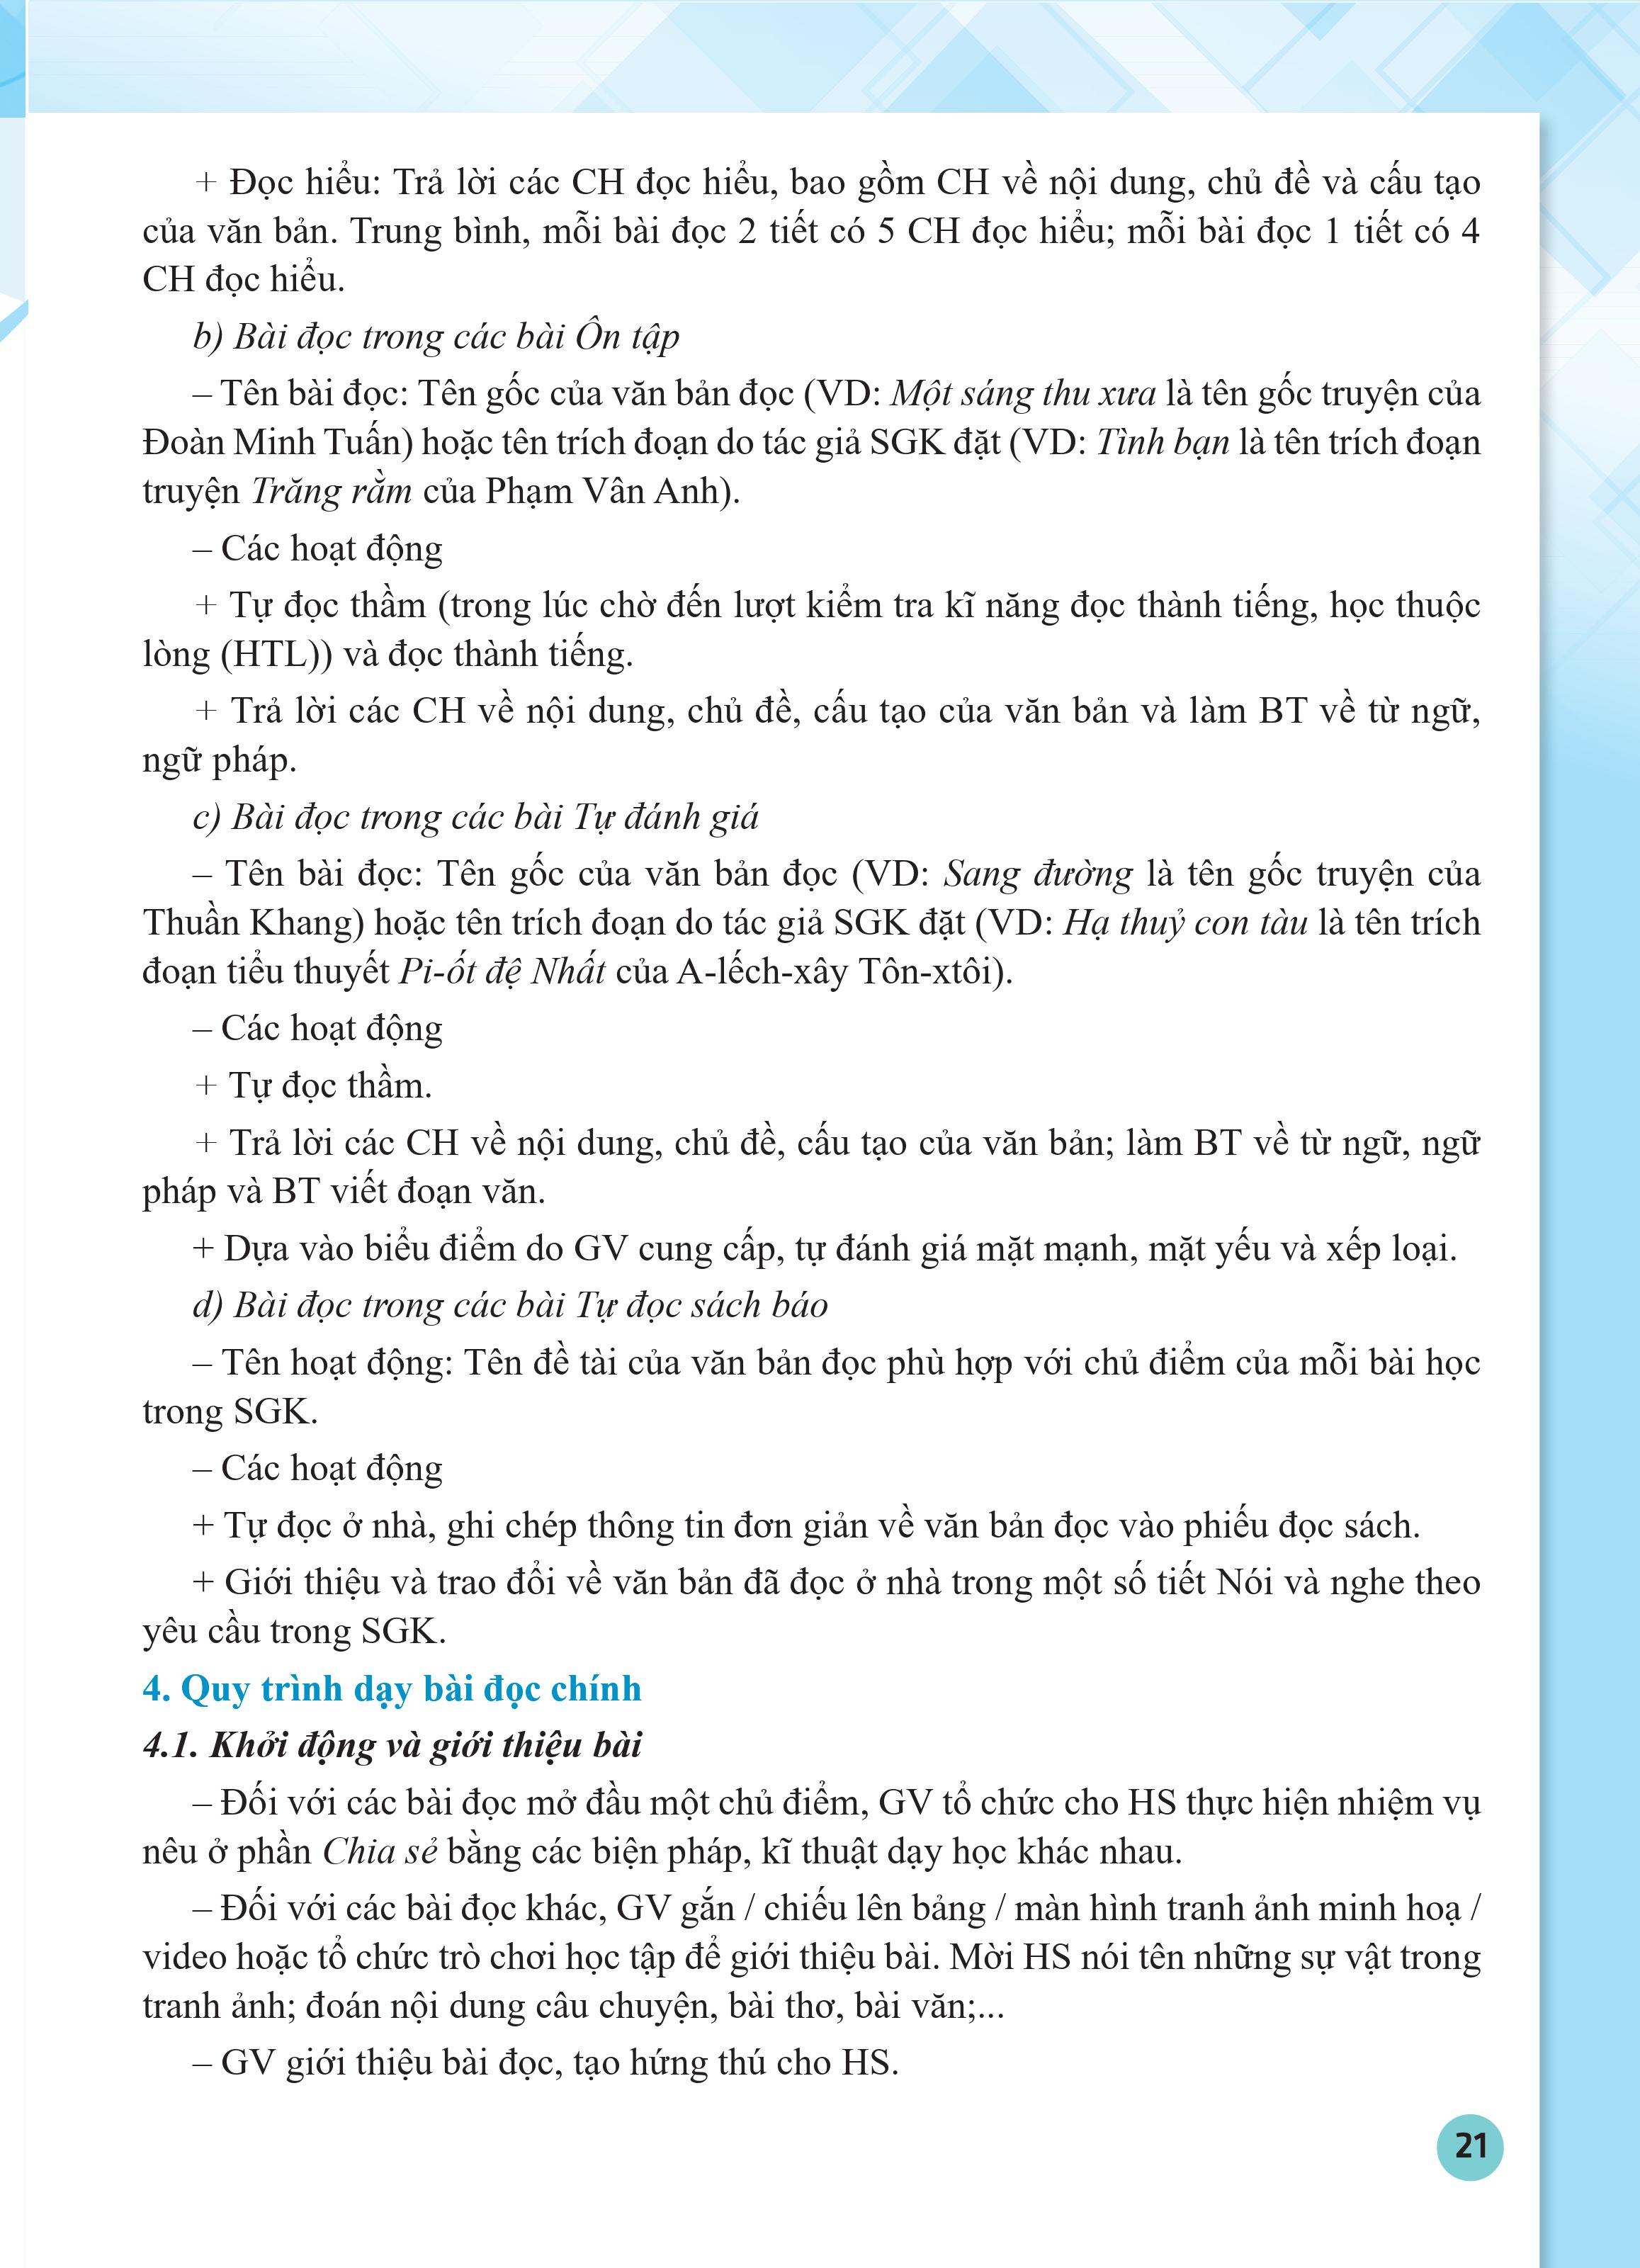 + Đọc hiểu: Trả lời các CH đọc hiểu, bao gồm CH về nội dung, chủ đề và cấu tạo
của văn bản. Trung bình, mỗi bài đọc 2 tiết có 5 CH đọc hiểu; mỗi bài đọc 1 tiết có 4
CH đọc hiểu.
b) Bài đọc trong các bài Ôn tập
– Tên bài đọc: Tên gốc của văn bản đọc (VD: Một sáng thu xưa là tên gốc truyện của
Đoàn Minh Tuấn) hoặc tên trích đoạn do tác giả SGK đặt (VD: Tình bạn là tên trích đoạn
truyện Trăng rằm của Phạm Vân Anh).
– Các hoạt động
+ Tự đọc thầm (trong lúc chờ đến lượt kiểm tra kĩ năng đọc thành tiếng, học thuộc
lòng (HTL)) và đọc thành tiếng.
+ Trả lời các CH về nội dung, chủ đề, cấu tạo của văn bản và làm BT về từ ngữ,
ngữ pháp.
c) Bài đọc trong các bài Tự đánh giá
– Tên bài đọc: Tên gốc của văn bản đọc (VD: Sang đường là tên gốc truyện của
Thuần Khang) hoặc tên trích đoạn do tác giả SGK đặt (VD: Hạ thuỷ con tàu là tên trích
đoạn tiểu thuyết Pi-ốt đệ Nhất của A-lếch-xây Tôn-xtôi).
– Các hoạt động
+ Tự đọc thầm.
+ Trả lời các CH về nội dung, chủ đề, cấu tạo của văn bản; làm BT về từ ngữ, ngữ
pháp và BT viết đoạn văn.
+ Dựa vào biểu điểm do GV cung cấp, tự đánh giá mặt mạnh, mặt yếu và xếp loại.
d) Bài đọc trong các bài Tự đọc sách báo
– Tên hoạt động: Tên đề tài của văn bản đọc phù hợp với chủ điểm của mỗi bài học
trong SGK.
– Các hoạt động
+ Tự đọc ở nhà, ghi chép thông tin đơn giản về văn bản đọc vào phiếu đọc sách.
+ Giới thiệu và trao đổi về văn bản đã đọc ở nhà trong một số tiết Nói và nghe theo
yêu cầu trong SGK.
4. Quy trình dạy bài đọc chính
4.1. Khởi động và giới thiệu bài
– Đối với các bài đọc mở đầu một chủ điểm, GV tổ chức cho HS thực hiện nhiệm vụ
nêu ở phần Chia sẻ bằng các biện pháp, kĩ thuật dạy học khác nhau.
– Đối với các bài đọc khác, GV gắn / chiếu lên bảng / màn hình tranh ảnh minh hoạ /
video hoặc tổ chức trò chơi học tập để giới thiệu bài. Mời HS nói tên những sự vật trong
tranh ảnh; đoán nội dung câu chuyện, bài thơ, bài văn;...
– GV giới thiệu bài đọc, tạo hứng thú cho HS.
21